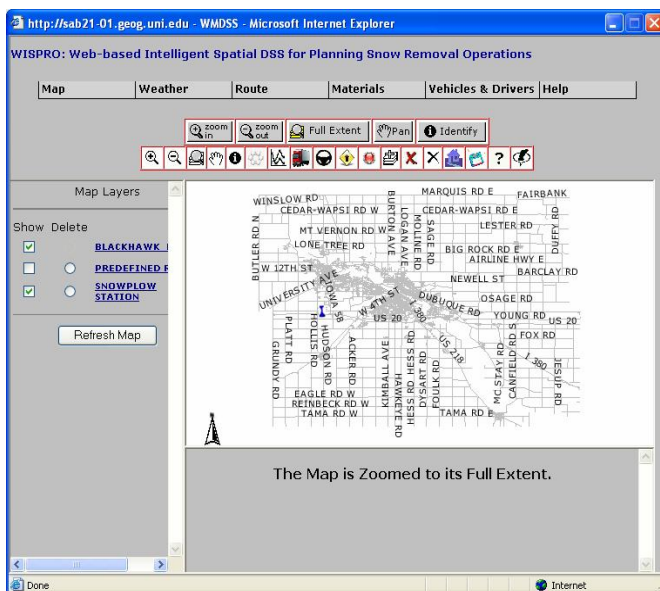 http://sab21-01.geog.uni.edu - WMDSS - Microsoft Internet Explorer
WISPRO: Web-based Intelligent Spatial DSS for Planning Snow Removal Operations
Map Weather Route Materials Vehicles & Drivers Help
zoom in zoom out Full Extent Pan Identify
Map Layers
Show Delete
BLACKHAWK
PREDEFINED
SNOWPLOW
STATION
Refresh Map
WINSLOW RD
MARQUIS RD E
FAIRBANK
CEDAR-WAPSI RD W
CEDAR-WAPSI RD E
BUTLER RD N
BURTON AVE
LOGAN AVE
MOLINE RD
SAGE RD
DUFFY RD
MT VERNON RD W
LESTER RD
LONE TREE RD
BIG ROCK RD E
AIRLINE HWY E
W 12TH ST
BARCLAY RD
NEWELL ST
UNIVERSITY AVE
IOWA SB
W 4TH ST
DUBUQUE RD
OSAGE RD
YOUNG RD
US 20
US 20
I 380
FOX RD
US 218
I 380
PLATT RD
HOLLIS RD
HUDSON RD
ACKER RD
KIMBALL AVE
HAWKEYE RD
HESS RD
HESS RD
DYSART RD
FOULK RD
MC STAY RD
CANFIELD RD S
JESUP RD
GRUNDY RD
EAGLE RD W
REINBECK RD W
TAMA RD W
TAMA RD E
The Map is Zoomed to its Full Extent.
Done
Internet